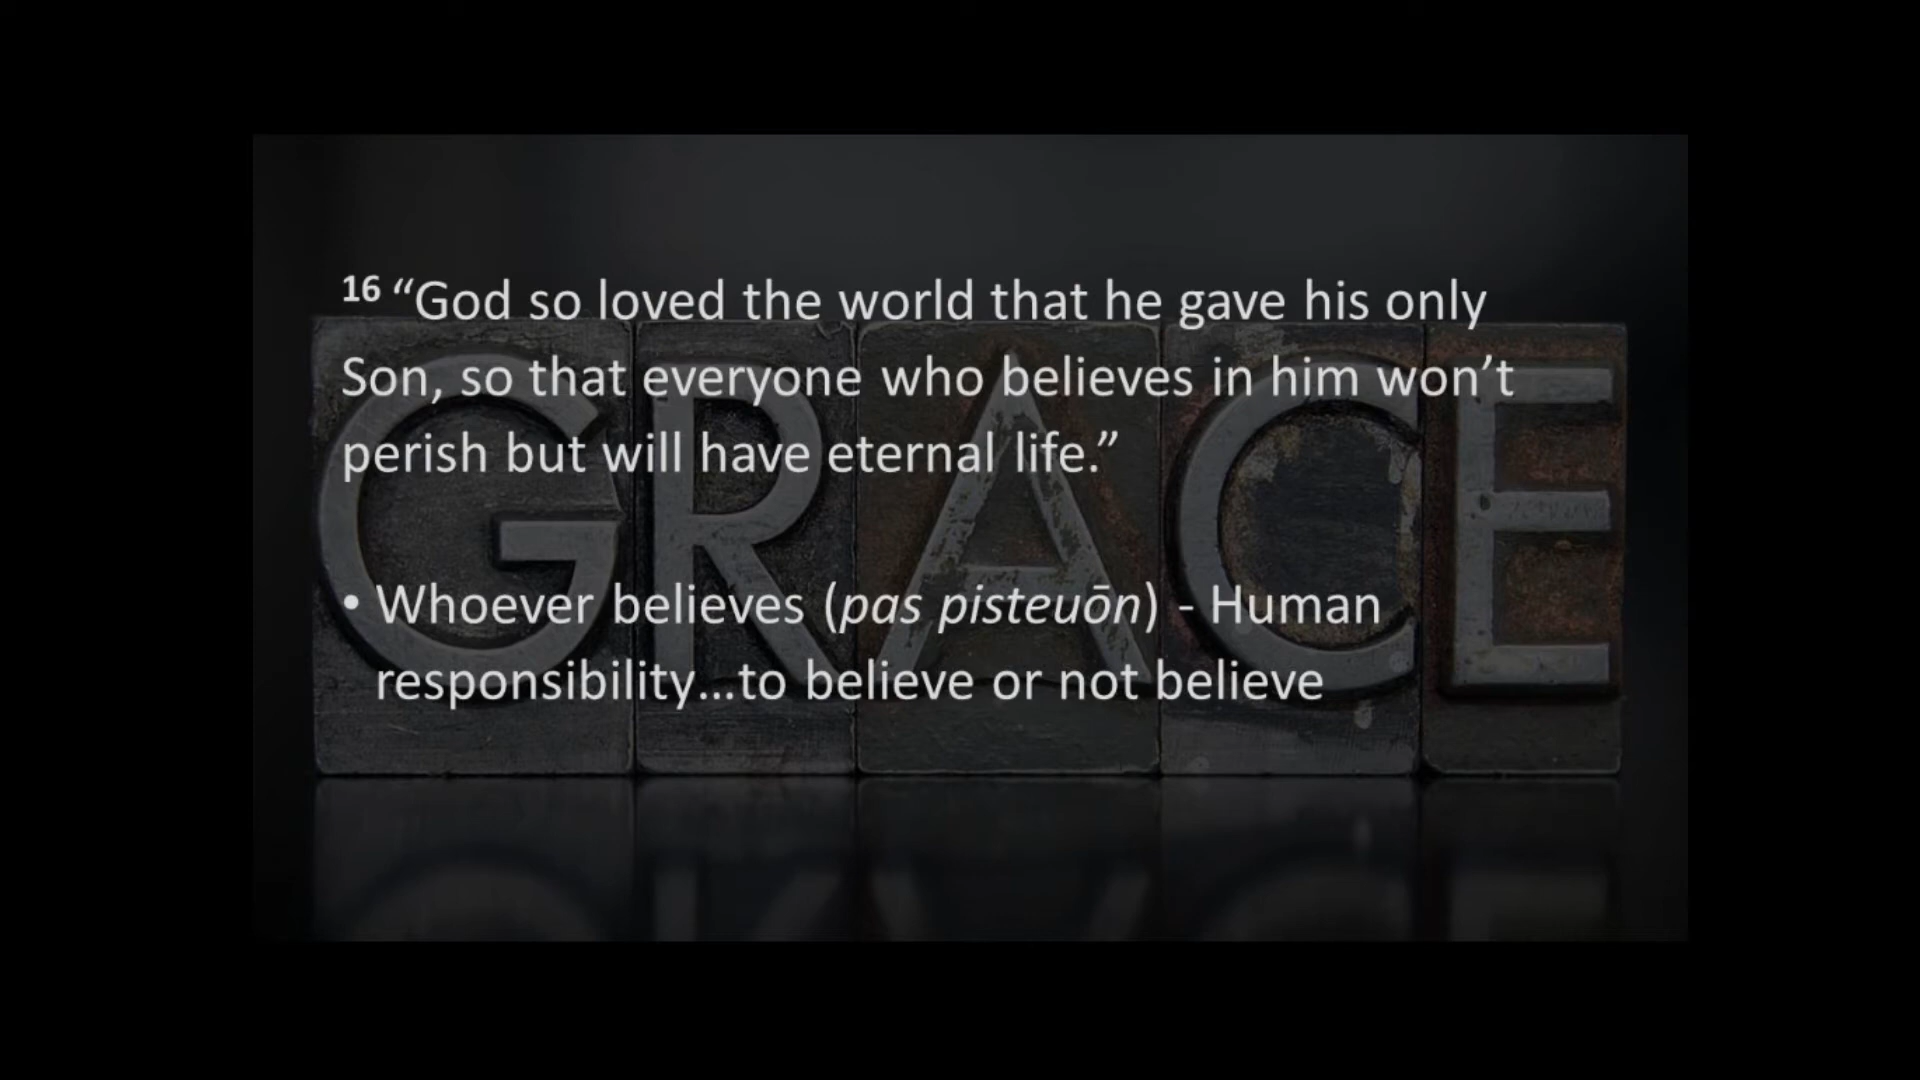 16 “God so loved the world that he gave his only
Son, so that everyone who believes in him won’t
perish but will have eternal life.”
• Whoever believes (pas pisteuōn) - Human
responsibility...to believe or not believe
GRACE